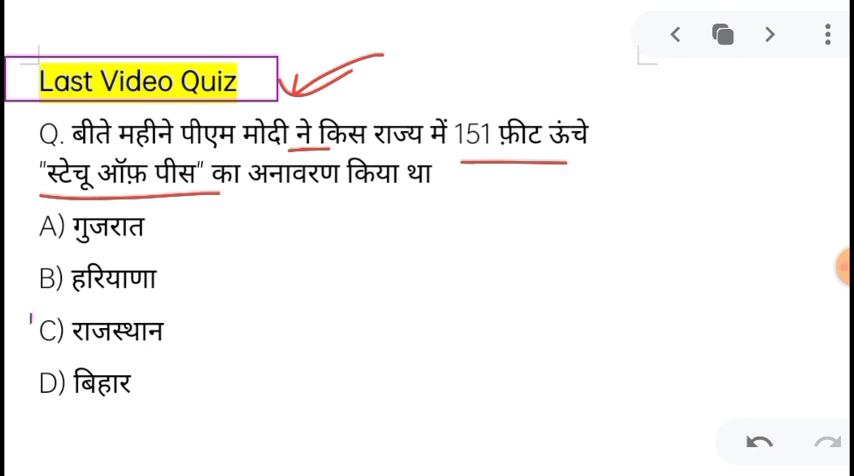 Last Video Quiz
Q. बीते महीने पीएम मोदी ने किस राज्य में 151 फ़ीट ऊंचे
"स्टेचू ऑफ़ पीस" का अनावरण किया था
A) गुजरात
B) हरियाणा
C) राजस्थान
D) बिहार